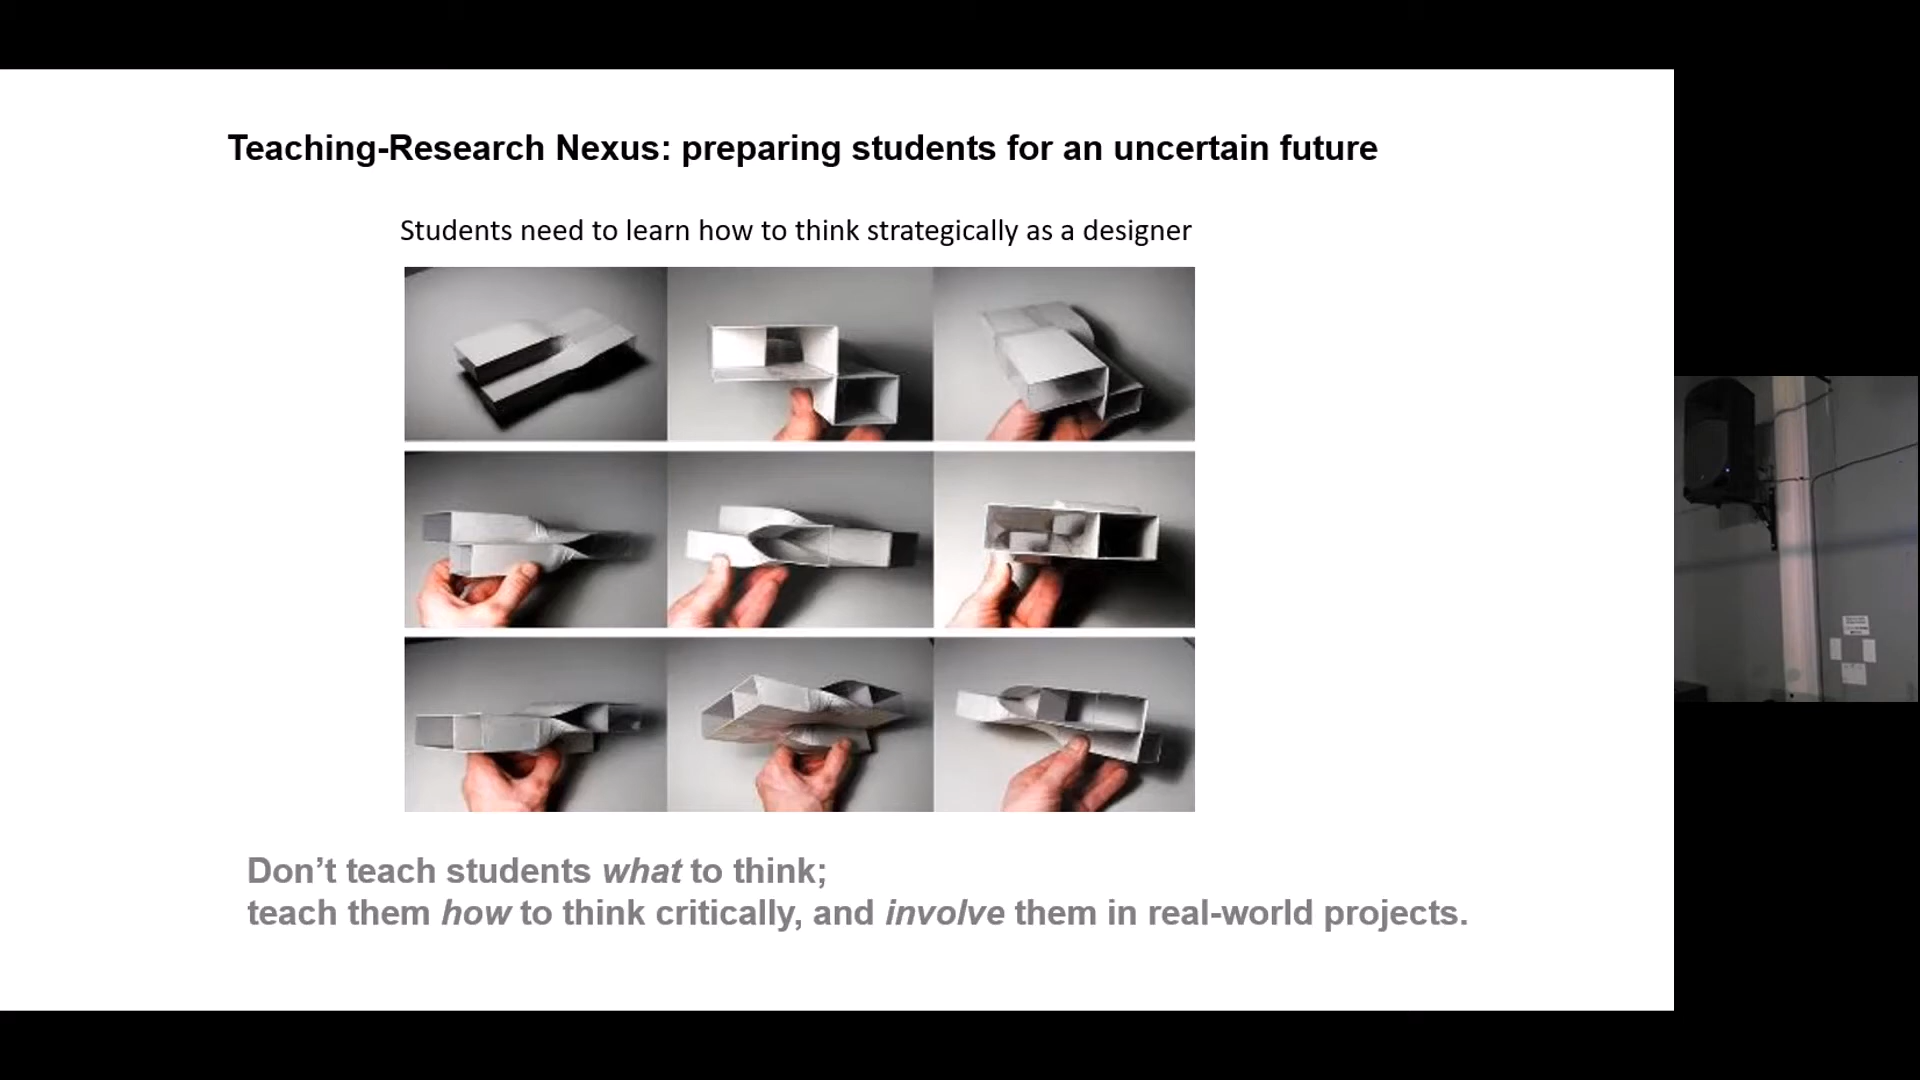 Teaching-Research Nexus: preparing students for an uncertain future
Students need to learn how to think strategically as a designer
Don’t teach students what to think;
teach them how to think critically, and involve them in real-world projects.